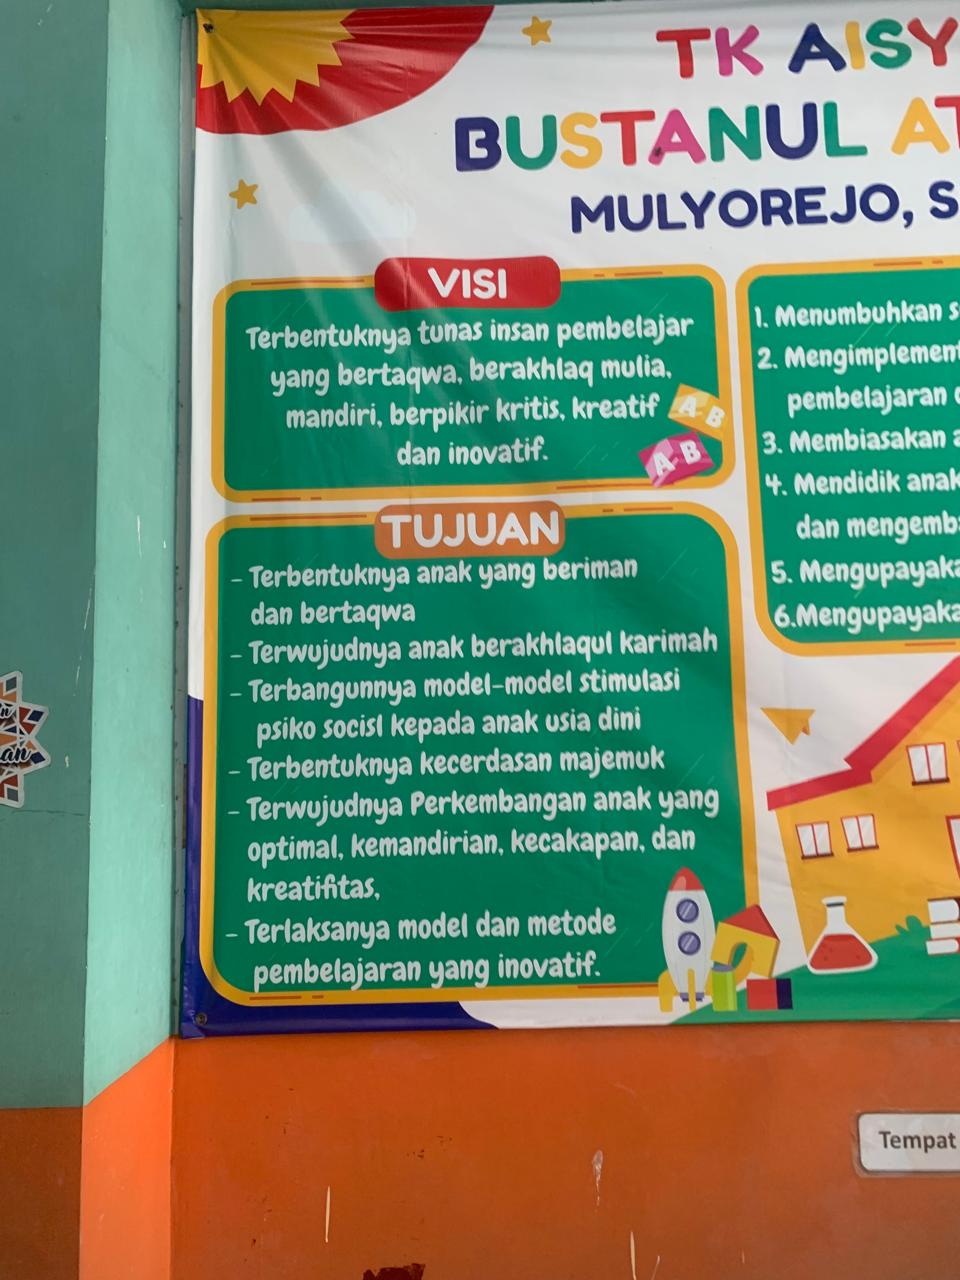 TK AISY
BUSTANUL AT
MULYOREJO, S
VISI
Terbentuknya tunas insan pembelajar
yang bertaqwa, berakhlaq mulia,
mandiri, berpikir kritis, kreatif
dan inovatif.
A-B
A-B
TUJUAN
- Terbentuknya anak yang beriman
dan bertaqwa
- Terwujudnya anak berakhlaqul karimah
- Terbangunnya model-model stimulasi
psiko socisl kepada anak usia dini
- Terbentuknya kecerdasan majemuk
- Terwujudnya Perkembangan anak yang
optimal, kemandirian, kecakapan, dan
kreatifitas,
- Terlaksanya model dan metode
pembelajaran yang inovatif.
1. Menumbuhkan s
2. Mengimplement
pembelajaran
3. Membiasakan a
4. Mendidik anak
dan mengemb
5. Mengupayaka
6.Mengupayaka
Tempat